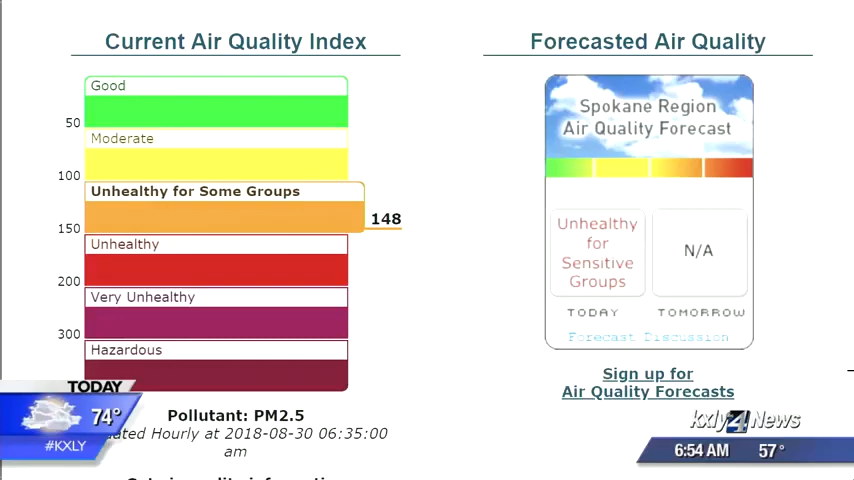 Current Air Quality Index
Good
50
Moderate
100
Unhealthy for Some Groups
148
150
Unhealthy
200
Very Unhealthy
300
Hazardous
Pollutant: PM2.5
Hourly at 2018-08-30 06:35:00
am
Forecasted Air Quality
Spokane Region
Air Quality Forecast
Unhealthy
for
Sensitive
Groups
N/A
TODAY
TOMORROW
Forecast Discussion
Sign up for
Air Quality Forecasts
TODAY
74°
#KXLY
kxly 4 News
6:54 AM 57°